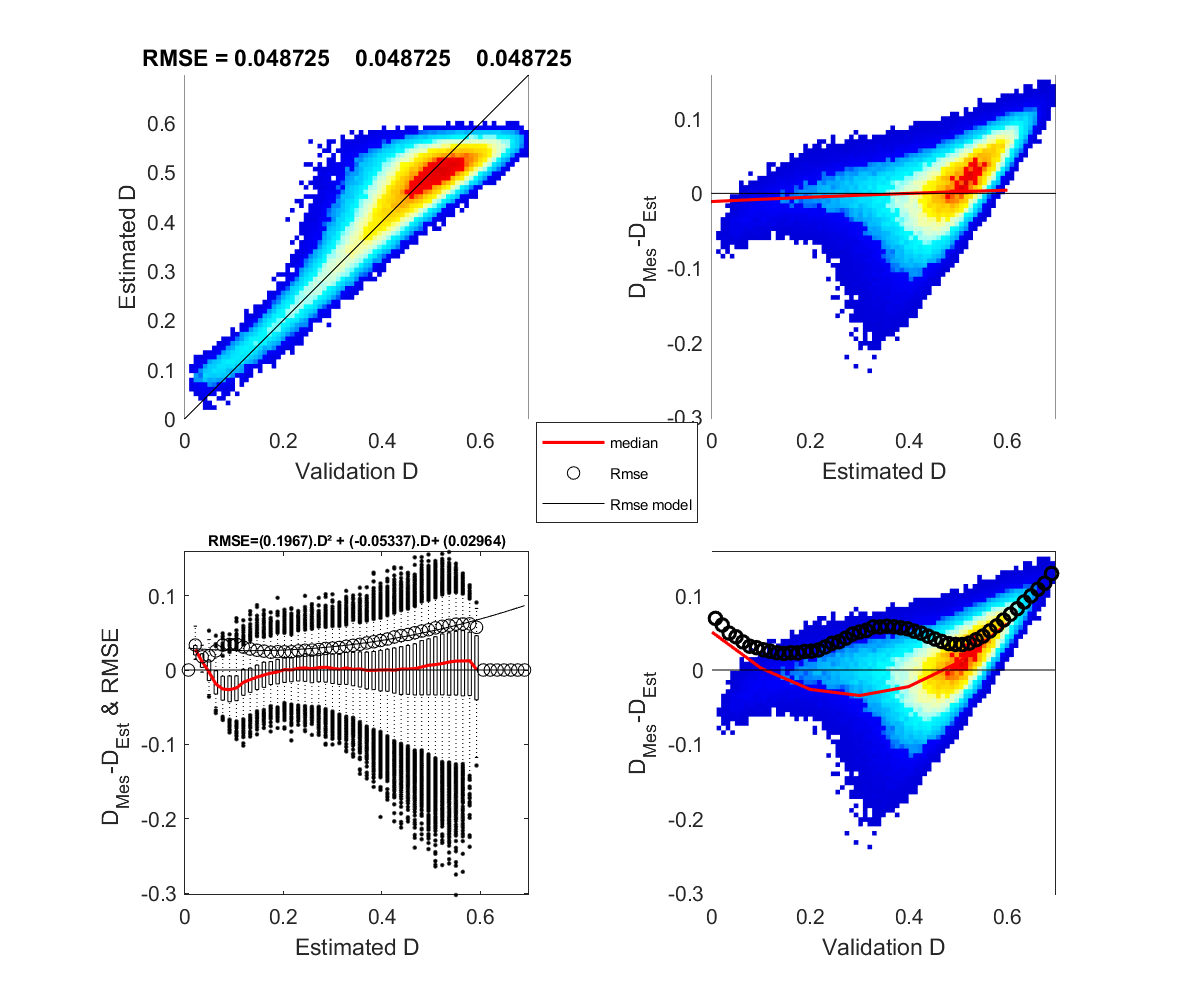 RMSE = 0.048725 0.048725 0.048725
Estimated D
0.6
0.5
0.4
0.3
0.2
0.1
0
0 0.2 0.4 0.6
Validation D
D_Mes-D_Est
0.1
0
-0.1
-0.2
-0.3
0 0.2 0.4 0.6
Estimated D
median
Rmse
Rmse model
RMSE=(0.1967).D² + (-0.05337).D+ (0.02964)
D_Mes-D_Est & RMSE
0.1
0
-0.1
-0.2
-0.3
0 0.2 0.4 0.6
Estimated D
D_Mes-D_Est
0.1
0
-0.1
-0.2
-0.3
0 0.2 0.4 0.6
Validation D